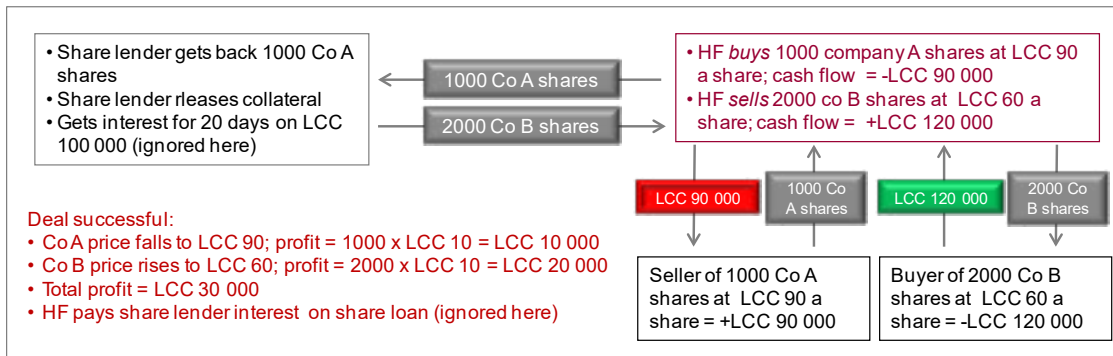 • Share lender gets back 1000 Co A
shares
• Share lender rleases collateral
• Gets interest for 20 days on LCC
100 000 (ignored here)
1000 Co A shares
2000 Co B shares
• HF buys 1000 company A shares at LCC 90
a share; cash flow = -LCC 90 000
• HF sells 2000 co B shares at LCC 60 a
share; cash flow = +LCC 120 000
LCC 90 000
1000 Co
A shares
LCC 120 000
2000 Co
B shares
Deal successful:
• Co A price falls to LCC 90; profit = 1000 x LCC 10 = LCC 10 000
• Co B price rises to LCC 60; profit = 2000 x LCC 10 = LCC 20 000
• Total profit = LCC 30 000
• HF pays share lender interest on share loan (ignored here)
Seller of 1000 Co A
shares at LCC 90 a
share = +LCC 90 000
Buyer of 2000 Co B
shares at LCC 60 a
share = -LCC 120 000